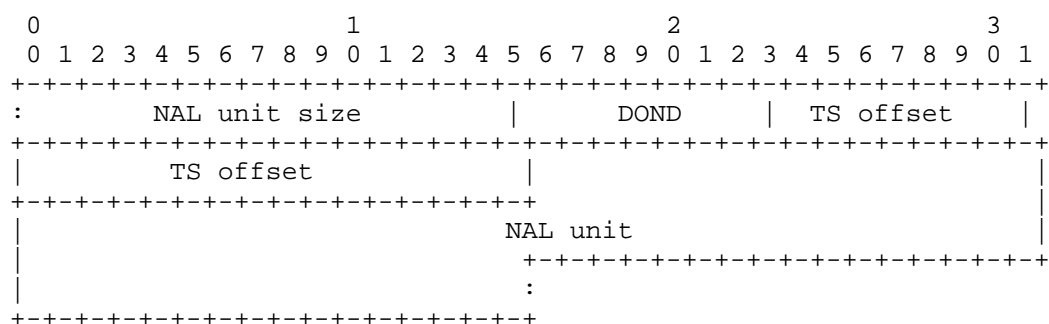 0                   1                   2                   3
 0 1 2 3 4 5 6 7 8 9 0 1 2 3 4 5 6 7 8 9 0 1 2 3 4 5 6 7 8 9 0 1
+-+-+-+-+-+-+-+-+-+-+-+-+-+-+-+-+-+-+-+-+-+-+-+-+-+-+-+-+-+-+-+-+
:         NAL unit size         |      DOND     |  TS offset    |
+-+-+-+-+-+-+-+-+-+-+-+-+-+-+-+-+-+-+-+-+-+-+-+-+-+-+-+-+-+-+-+-+
|          TS offset             |                               |
+-+-+-+-+-+-+-+-+-+-+-+-+-+-+-+-+                               |
|                              NAL unit                         |
|                                +-+-+-+-+-+-+-+-+-+-+-+-+-+-+-+-+
|                                :
+-+-+-+-+-+-+-+-+-+-+-+-+-+-+-+-+